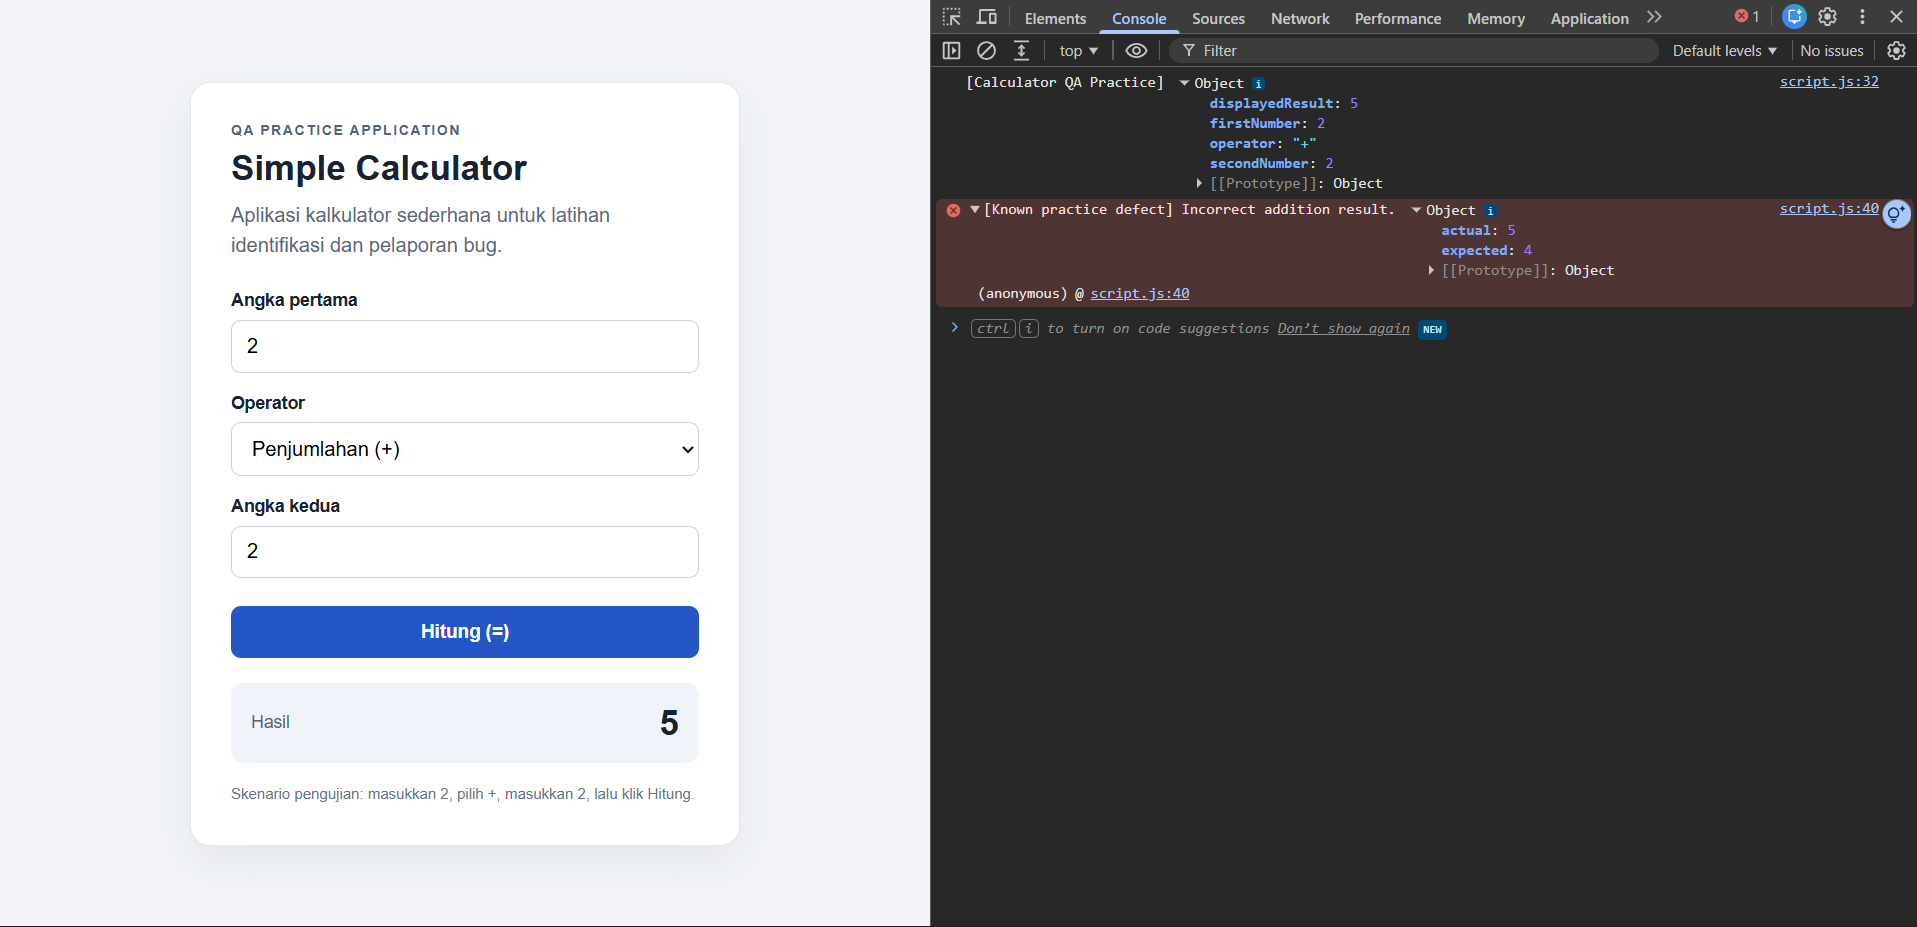 QA PRACTICE APPLICATION
Simple Calculator
Aplikasi kalkulator sederhana untuk latihan
identifikasi dan pelaporan bug.
Angka pertama
2
Operator
Penjumlahan (+)
Angka kedua
2
Hitung (=)
Hasil 5
Skenario pengujian: masukkan 2, pilih +, masukkan 2, lalu klik Hitung.
Elements Console Sources Network Performance Memory Application 1
top Filter Default levels No issues
[Calculator QA Practice] Object i script.js:32
displayedResult: 5
firstNumber: 2
operator: "+"
secondNumber: 2
[[Prototype]]: Object
[Known practice defect] Incorrect addition result. Object i script.js:40
actual: 5
expected: 4
[[Prototype]]: Object
(anonymous) @ script.js:40
ctrl i to turn on code suggestions Don’t show again NEW